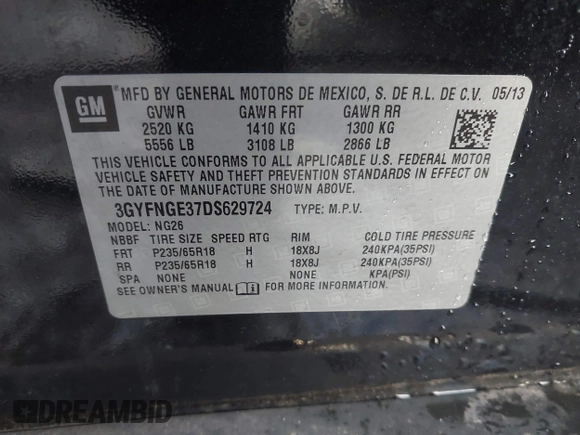 GM
MFD BY GENERAL MOTORS DE MEXICO, S. DE R.L. DE C.V. 05/13
GVWR GAWR FRT GAWR RR
2520 KG 1410 KG 1300 KG
5556 LB 3108 LB 2866 LB
THIS VEHICLE CONFORMS TO ALL APPLICABLE U.S. FEDERAL MOTOR
VEHICLE SAFETY AND THEFT PREVENTION STANDARDS IN EFFECT ON
THE DATE OF MANUFACTURE SHOWN ABOVE.
3GYFNGE37DS629724 TYPE: M.P.V.
MODEL: NG26
NBBF TIRE SIZE SPEED RTG RIM COLD TIRE PRESSURE
FRT P235/65R18 H 18X8J 240KPA(35PSI)
RR P235/65R18 H 18X8J 240KPA(35PSI)
SPA NONE NONE KPA(PSI)
SEE OWNER'S MANUAL FOR MORE INFORMATION.
DREAMBID